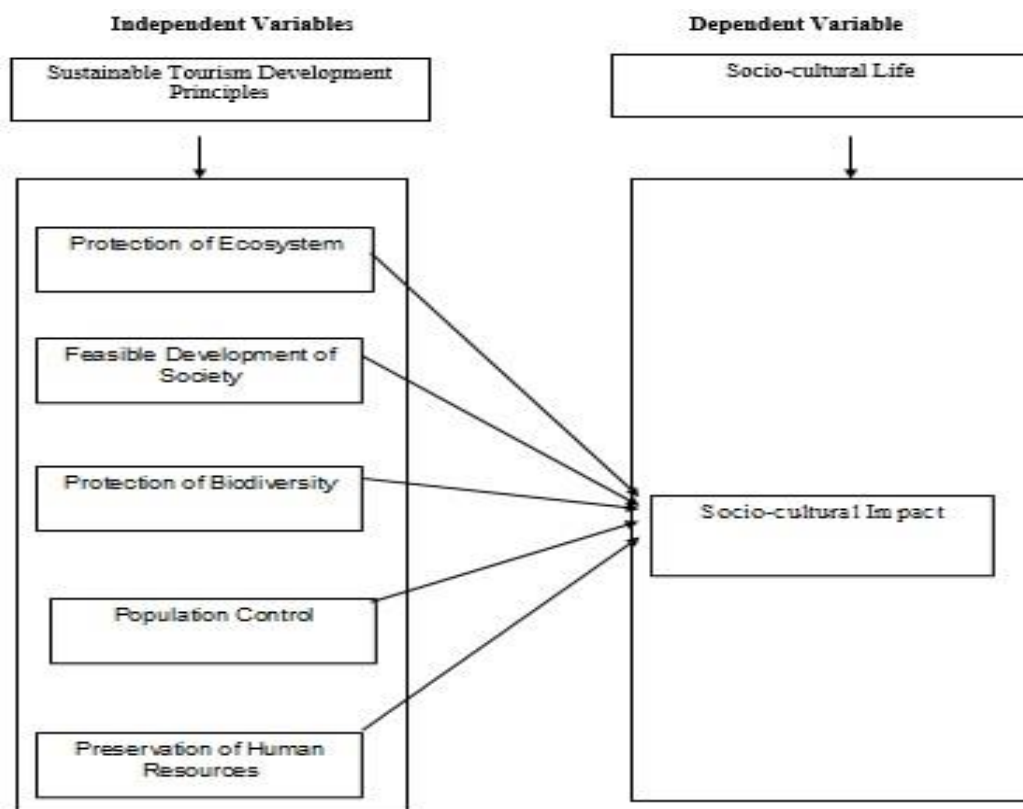 Independent Variables
Dependent Variable
Sustainable Tourism Development
Principles
Socio-cultural Life
Protection of Ecosystem
Feasible Development of
Society
Protection of Biodiversity
Population Control
Preservation of Human
Resources
Socio-cultural Impact